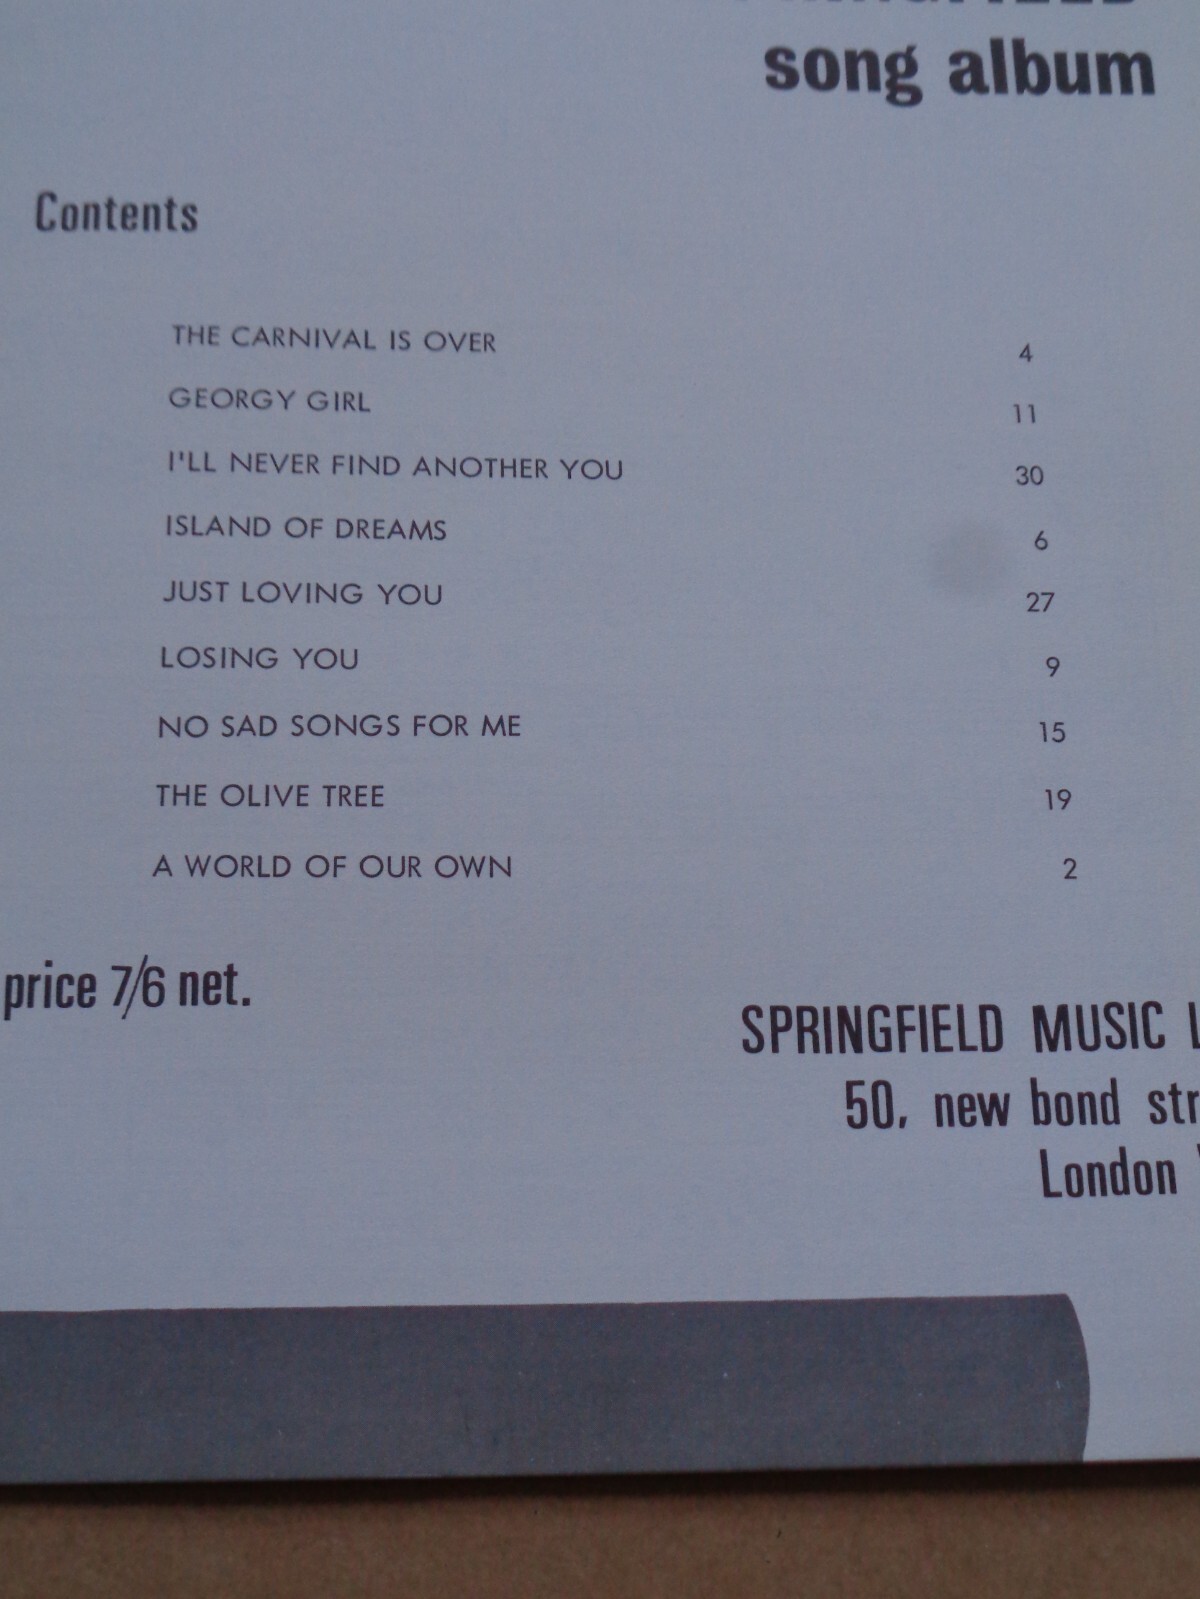 song album
Contents
THE CARNIVAL IS OVER 4
GEORGY GIRL 11
I'LL NEVER FIND ANOTHER YOU 30
ISLAND OF DREAMS 6
JUST LOVING YOU 27
LOSING YOU 9
NO SAD SONGS FOR ME 15
THE OLIVE TREE 19
A WORLD OF OUR OWN 2
price 7/6 net.
SPRINGFIELD MUSIC
50, new bond
London